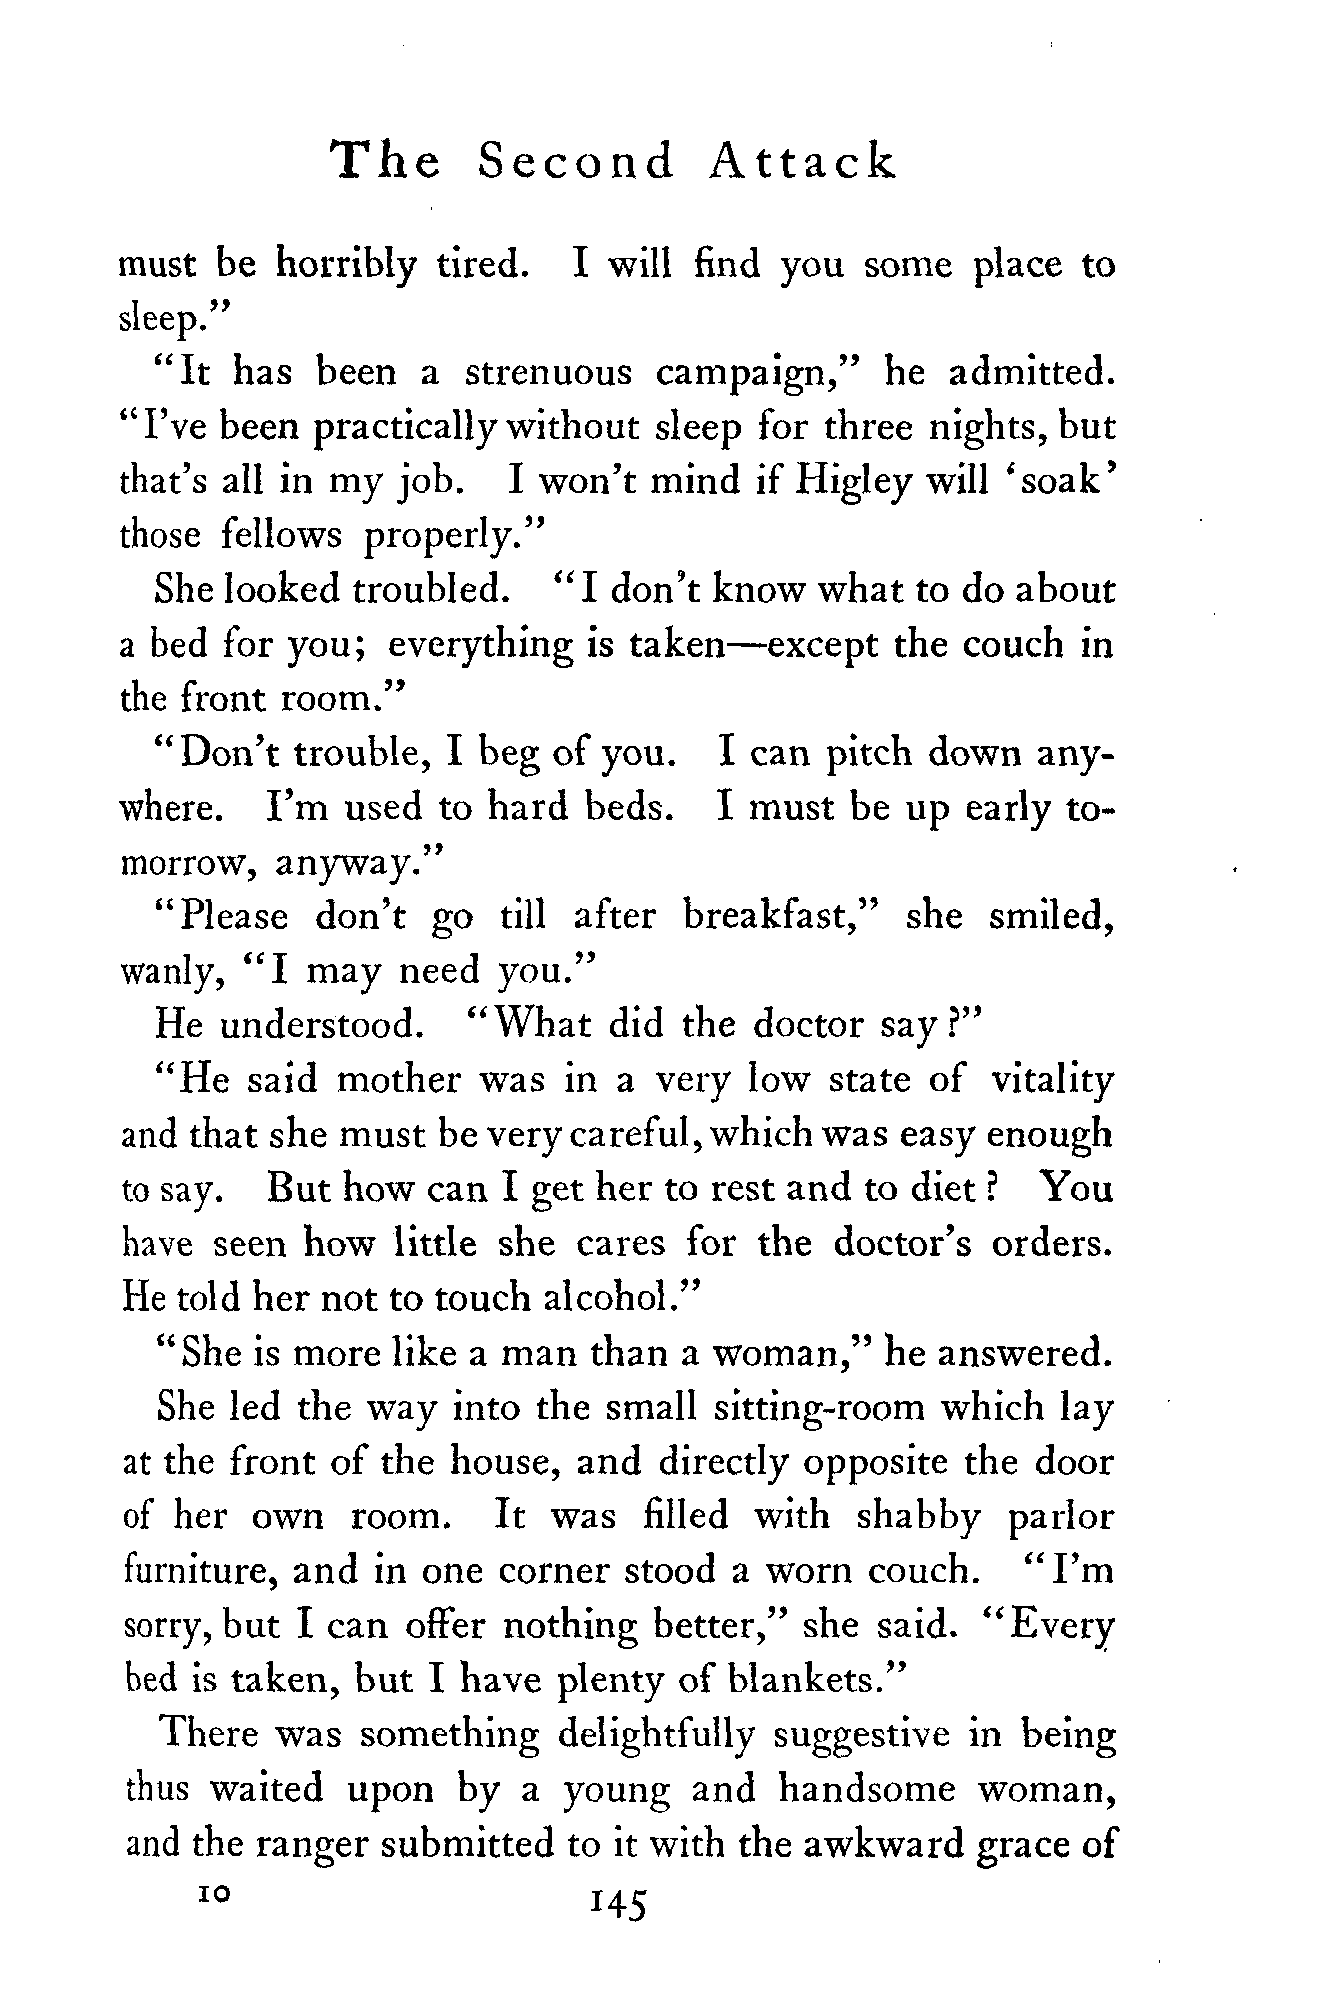 The Second Attack
must be horribly tired. I will find you some place to
sleep."
"It has been a strenuous campaign," he admitted.
"I've been practically without sleep for three nights, but
that's all in my job. I won't mind if Higley will 'soak'
those fellows properly."
She looked troubled. "I don't know what to do about
a bed for you; everything is taken—except the couch in
the front room."
"Don't trouble, I beg of you. I can pitch down any-
where. I'm used to hard beds. I must be up early to-
morrow, anyway."
"Please don't go till after breakfast," she smiled,
wanly, "I may need you."
He understood. "What did the doctor say?"
"He said mother was in a very low state of vitality
and that she must be very careful, which was easy enough
to say. But how can I get her to rest and to diet? You
have seen how little she cares for the doctor's orders.
He told her not to touch alcohol."
"She is more like a man than a woman," he answered.
She led the way into the small sitting-room which lay
at the front of the house, and directly opposite the door
of her own room. It was filled with shabby parlor
furniture, and in one corner stood a worn couch. "I'm
sorry, but I can offer nothing better," she said. "Every
bed is taken, but I have plenty of blankets."
There was something delightfully suggestive in being
thus waited upon by a young and handsome woman,
and the ranger submitted to it with the awkward grace of
10 145